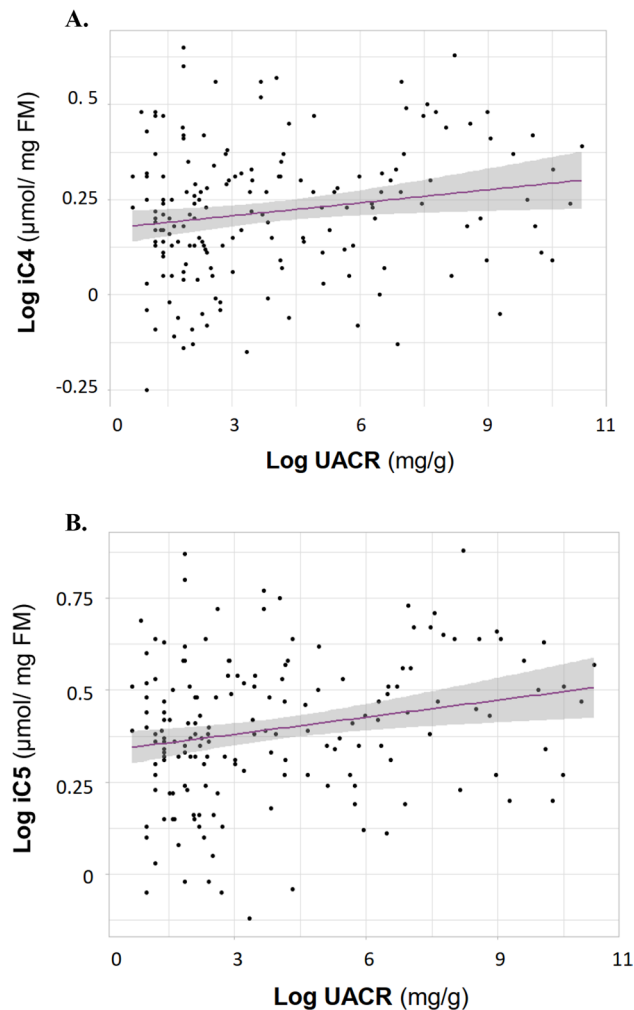 A.
Log iC4 (μmol/ mg FM)
0.5
0.25
0
-0.25
0 3 6 9 11
Log UACR (mg/g)
B.
Log iC5 (μmol/ mg FM)
0.75
0.50
0.25
0
0 3 6 9 11
Log UACR (mg/g)